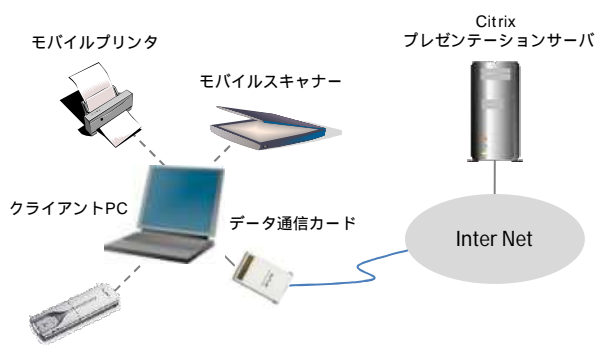 Citrix
プレゼンテーションサーバ
モバイルプリンタ
モバイルスキャナー
クライアントPC
データ通信カード
Inter Net